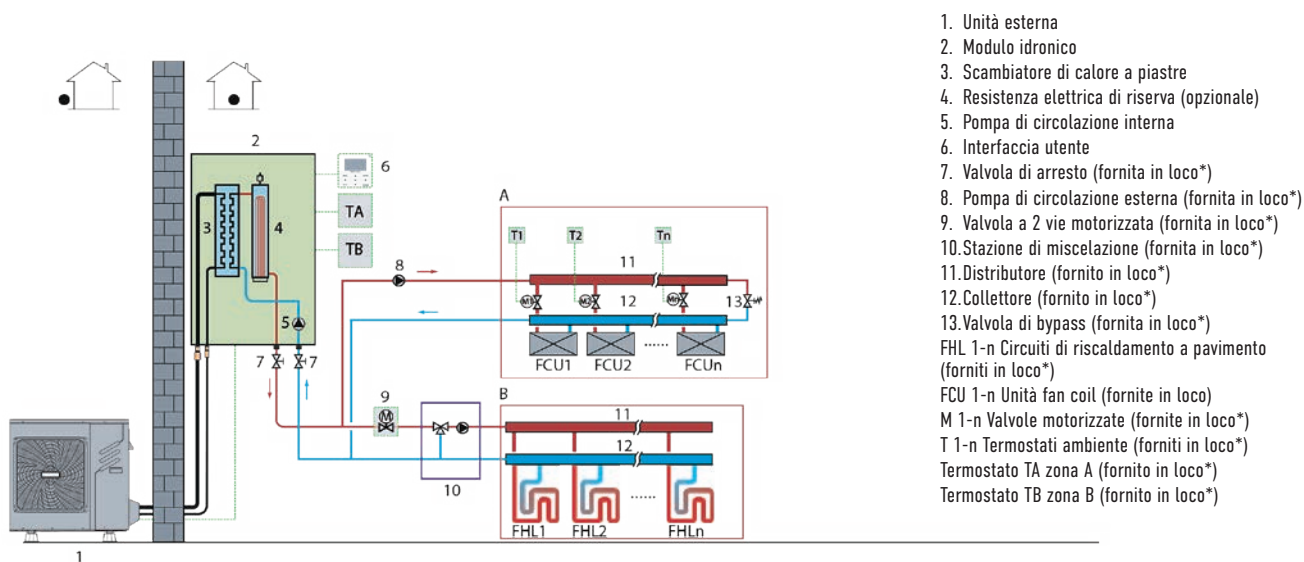 1. Unità esterna
2. Modulo idronico
3. Scambiatore di calore a piastre
4. Resistenza elettrica di riserva (opzionale)
5. Pompa di circolazione interna
6. Interfaccia utente
7. Valvola di arresto (fornita in loco*)
8. Pompa di circolazione esterna (fornita in loco*)
9. Valvola a 2 vie motorizzata (fornita in loco*)
10.Stazione di miscelazione (fornita in loco*)
11.Distributore (fornito in loco*)
12.Collettore (fornito in loco*)
13.Valvola di bypass (fornita in loco*)
FHL 1-n Circuiti di riscaldamento a pavimento
(forniti in loco*)
FCU 1-n Unità fan coil (fornite in loco)
M 1-n Valvole motorizzate (fornite in loco*)
T 1-n Termostati ambiente (forniti in loco*)
Termostato TA zona A (fornito in loco*)
Termostato TB zona B (fornito in loco*)
2
6
TA
TB
3
4
5
7
7
8
A
T1
T2
Tn
11
M1
M2
Mn
12
13
FCU1
FCU2
......
FCUn
9
M
10
B
11
12
......
FHL1
FHL2
FHLn
1